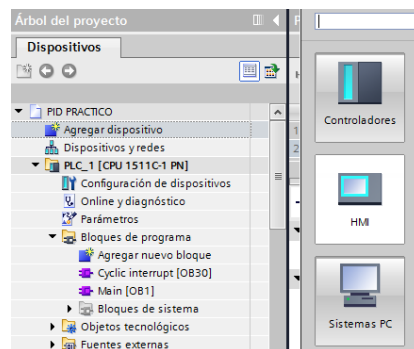 Árbol del proyecto
Dispositivos
PID PRACTICO
Agregar dispositivo
Dispositivos y redes
PLC_1 [CPU 1511C-1 PN]
Configuración de dispositivos
Online y diagnóstico
Parámetros
Bloques de programa
Agregar nuevo bloque
Cyclic interrupt [OB30]
Main [OB1]
Bloques de sistema
Objetos tecnológicos
Fuentes externas
1
2
Controladores
HMI
Sistemas PC